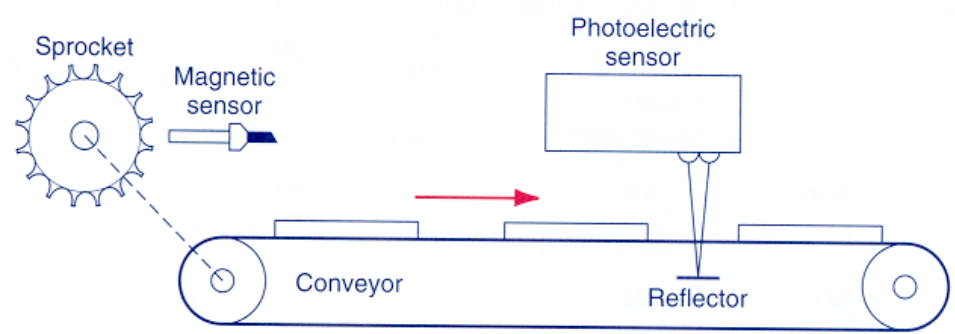 Sprocket
Magnetic
sensor
Photoelectric
sensor
Conveyor
Reflector